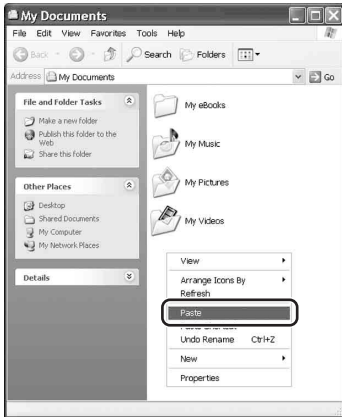 My Documents
File Edit View Favorites Tools Help
Back Search Folders
Address My Documents Go
File and Folder Tasks
Make a new folder
Publish this folder to the
Web
Share this folder
Other Places
Desktop
Shared Documents
My Computer
My Network Places
Details
My eBooks
My Music
My Pictures
My Videos
View
Arrange Icons By
Refresh
Paste
Paste Shortcut
Undo Rename Ctrl+Z
New
Properties